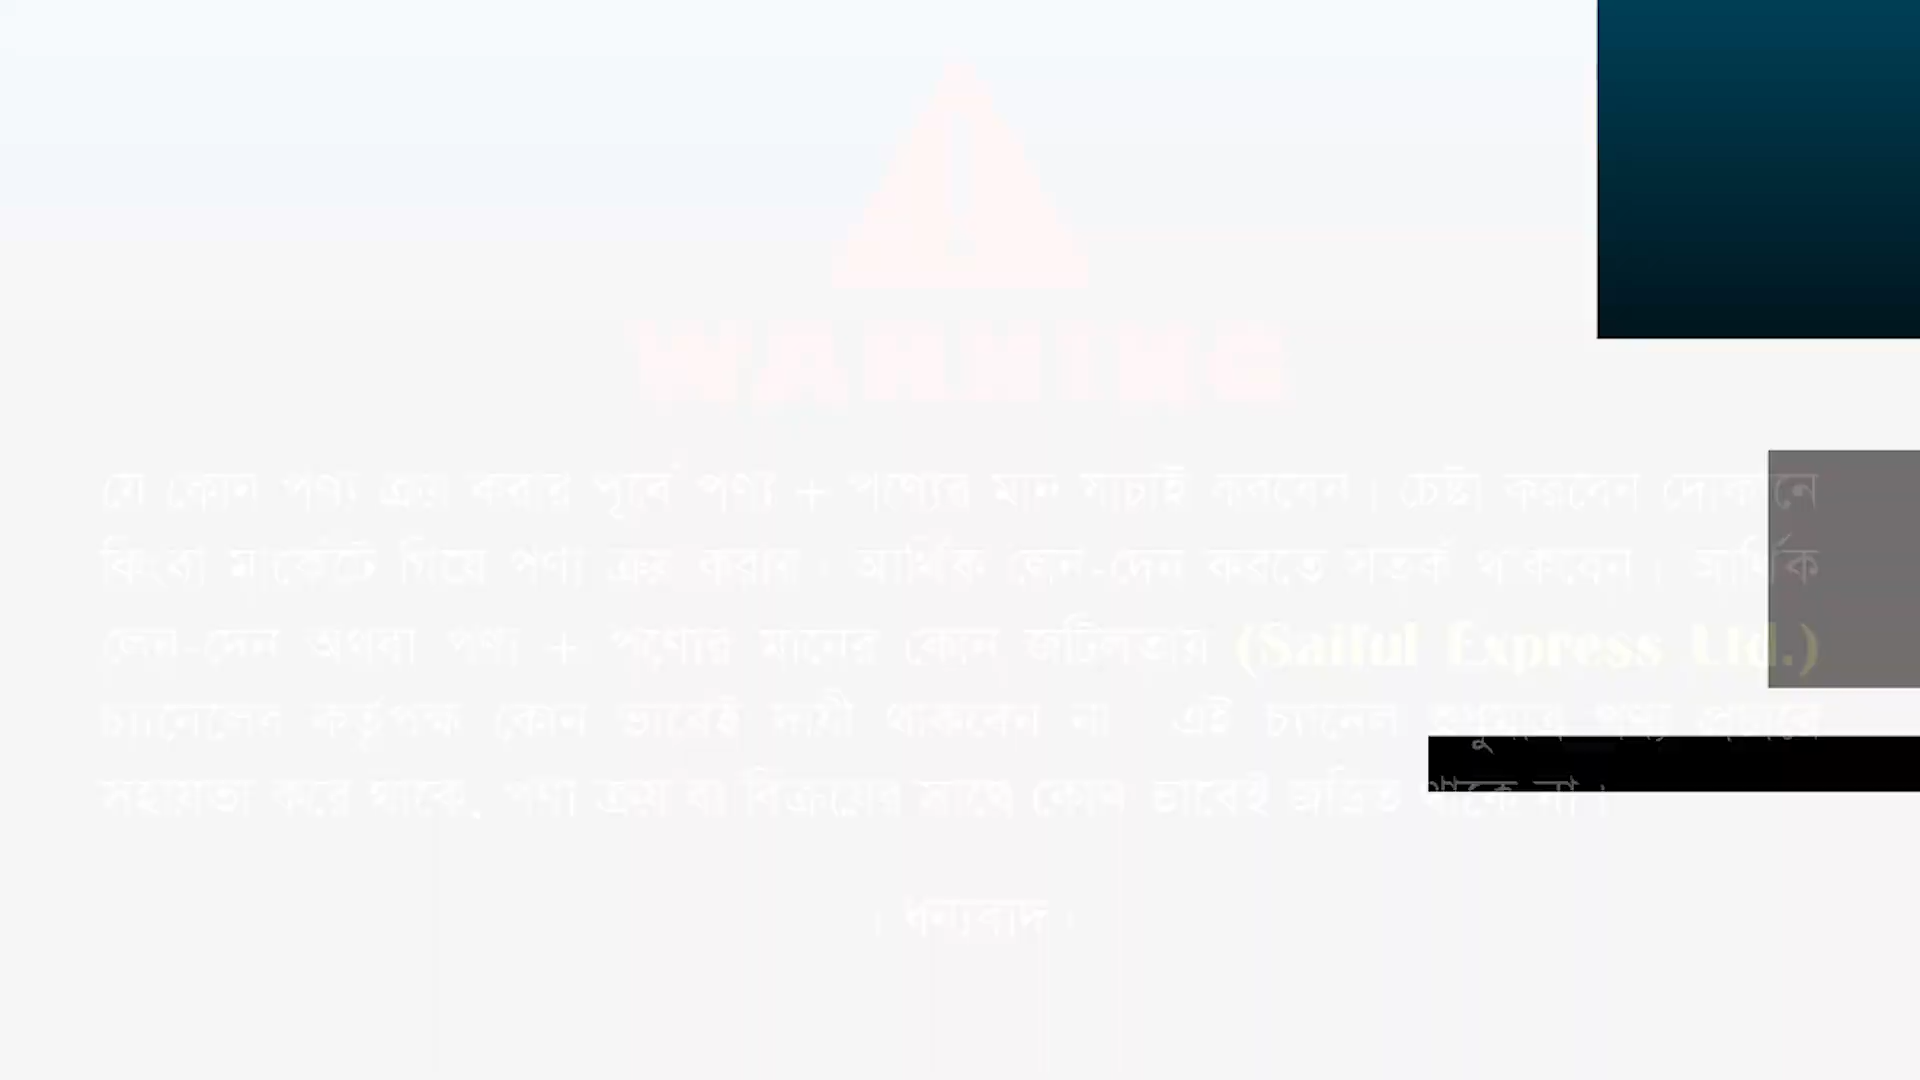 WARNING
যে কোন পণ্য ক্রয় করার পূর্বে পণ্য + পণ্যের মান যাচাই করবেন। চেষ্টা করবেন দোকানে
কিংবা মার্কেটে গিয়ে পণ্য ক্রয় করার। আর্থিক লেন-দেন করতে সতর্ক থাকবেন। আর্থিক
লেন-দেন অথবা পণ্য + পণ্যের মানের কোন জটিলতায় (Saiful Express Ltd.)
চ্যানেলের কর্তৃপক্ষ কোন ভাবেই দায়ী থাকবেন না। এই চ্যানেল শুধুমাত্র পণ্য প্রচারে
সহায়তা করে থাকে, পণ্য ক্রয় বা বিক্রয়ের সাথে কোন ভাবেই জড়িত থাকে না।
। ধন্যবাদ।